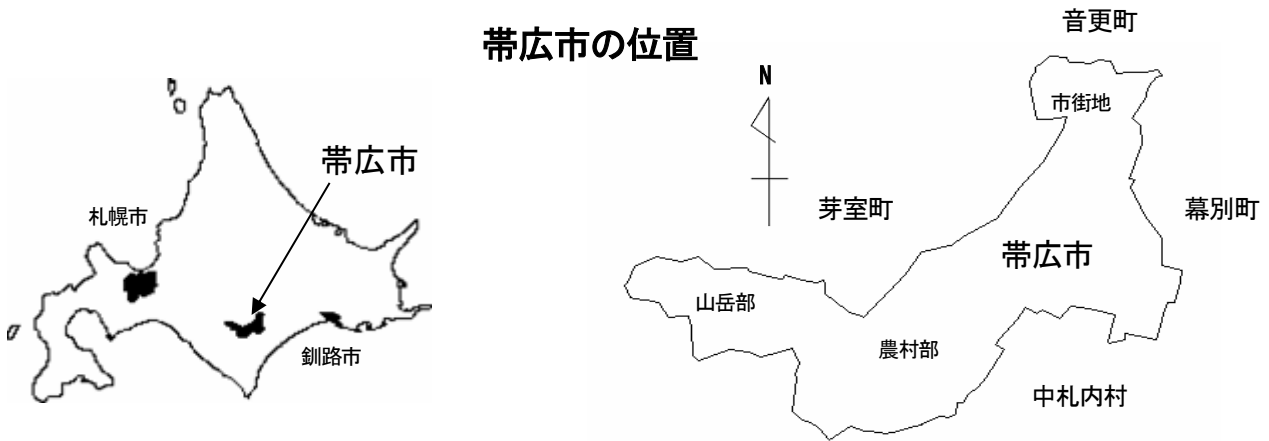 帯広市の位置
帯広市
札幌市
釧路市
N
音更町
市街地
芽室町
幕別町
帯広市
山岳部
農村部
中札内村